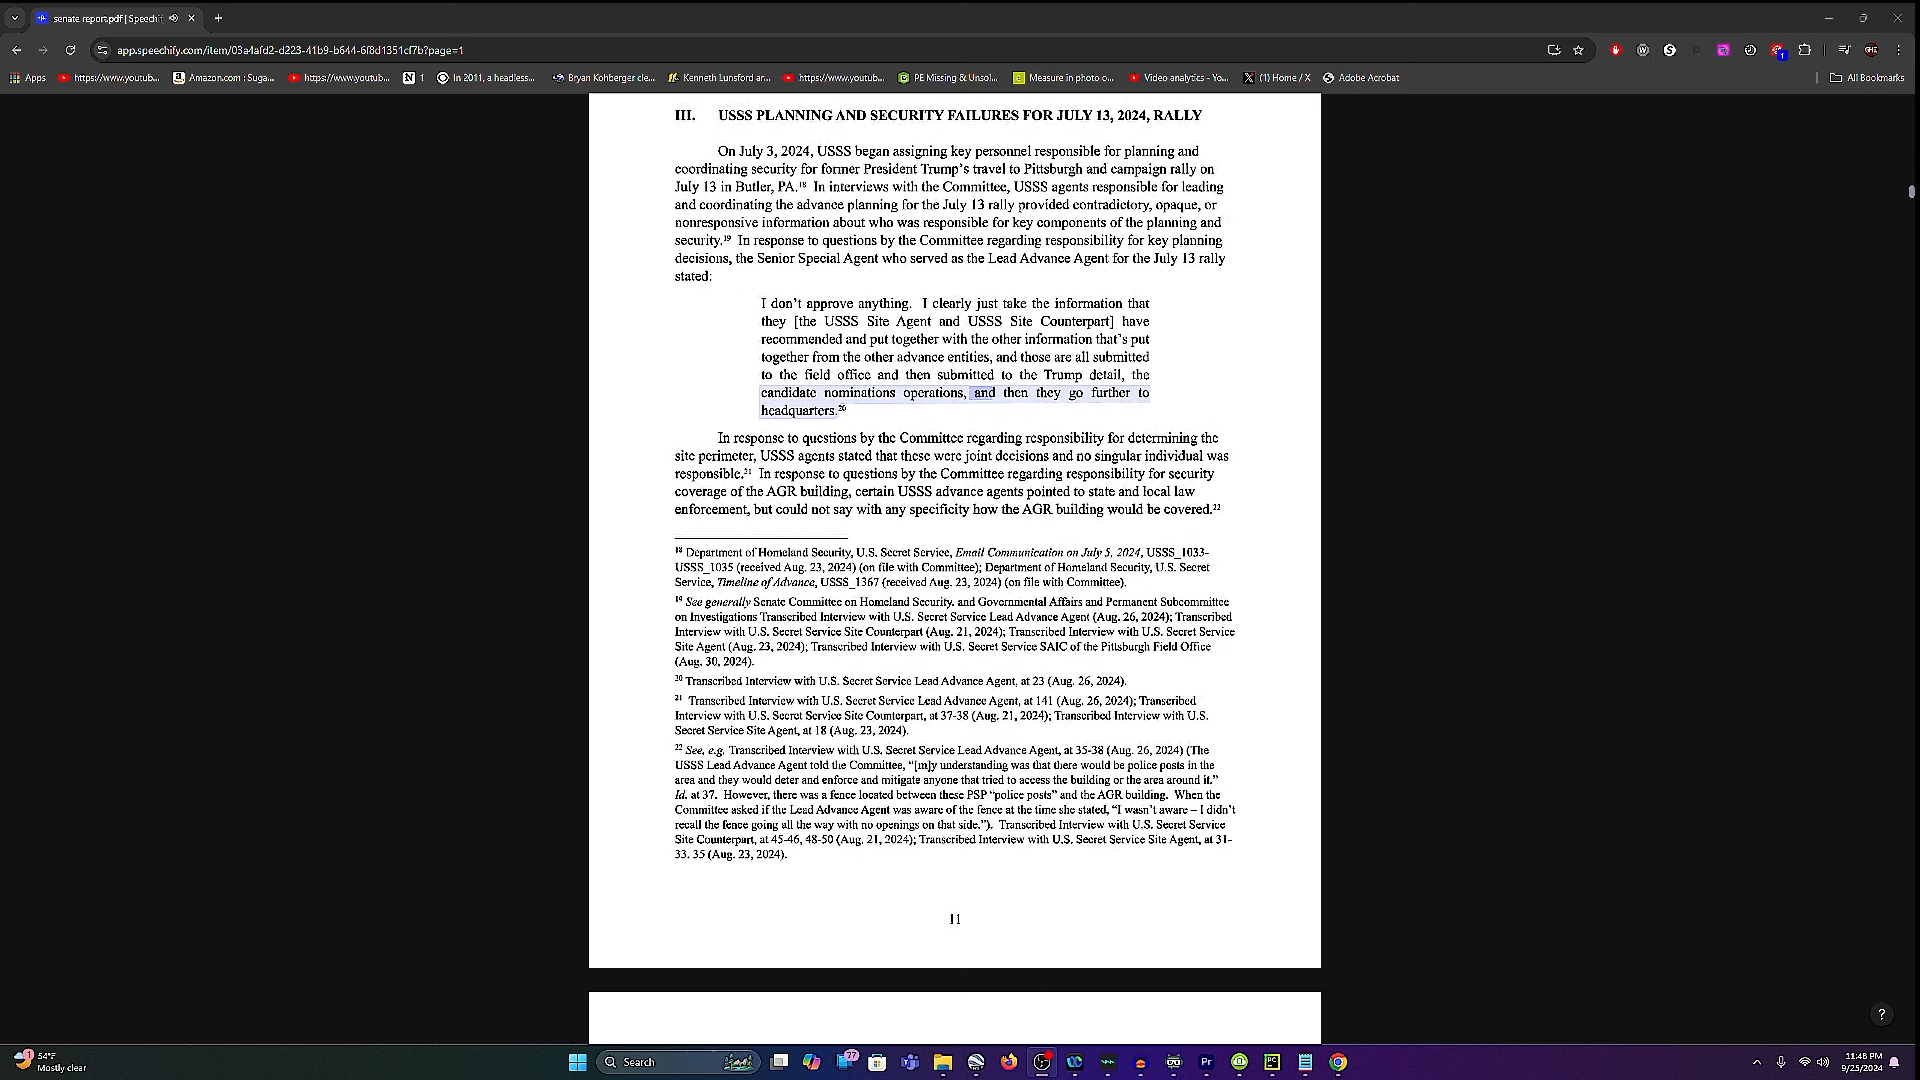 senate report.pdf | Speechif
app.speechify.com/item/03a4afd2-d223-41b9-b644-6f8d1351cf7b?page=1
Apps
https://www.youtub...
Amazon.com : Suga...
https://www.youtub...
1
In 2011, a headless...
Bryan Kohberger cle...
Kenneth Lunsford ar...
https://www.youtub...
PE Missing & Unsol...
Measure in photo o...
Video analytics - Yo...
(1) Home / X
Adobe Acrobat
All Bookmarks
III. USSS PLANNING AND SECURITY FAILURES FOR JULY 13, 2024, RALLY
On July 3, 2024, USSS began assigning key personnel responsible for planning and
coordinating security for former President Trump's travel to Pittsburgh and campaign rally on
July 13 in Butler, PA.18 In interviews with the Committee, USSS agents responsible for leading
and coordinating the advance planning for the July 13 rally provided contradictory, opaque, or
nonresponsive information about who was responsible for key components of the planning and
security.19 In response to questions by the Committee regarding responsibility for key planning
decisions, the Senior Special Agent who served as the Lead Advance Agent for the July 13 rally
stated:
I don't approve anything. I clearly just take the information that
they [the USSS Site Agent and USSS Site Counterpart] have
recommended and put together with the other information that's put
together from the other advance entities, and those are all submitted
to the field office and then submitted to the Trump detail, the
candidate nominations operations, and then they go further to
headquarters.20
In response to questions by the Committee regarding responsibility for determining the
site perimeter, USSS agents stated that these were joint decisions and no singular individual was
responsible.21 In response to questions by the Committee regarding responsibility for security
coverage of the AGR building, certain USSS advance agents pointed to state and local law
enforcement, but could not say with any specificity how the AGR building would be covered.22
18 Department of Homeland Security, U.S. Secret Service, Email Communication on July 5, 2024, USSS_1033-
USSS_1035 (received Aug. 23, 2024) (on file with Committee); Department of Homeland Security, U.S. Secret
Service, Timeline of Advance, USSS_1367 (received Aug. 23, 2024) (on file with Committee).
19 See generally Senate Committee on Homeland Security. and Governmental Affairs and Permanent Subcommittee
on Investigations Transcribed Interview with U.S. Secret Service Lead Advance Agent (Aug. 26, 2024); Transcribed
Interview with U.S. Secret Service Site Counterpart (Aug. 21, 2024); Transcribed Interview with U.S. Secret Service
Site Agent (Aug. 23, 2024); Transcribed Interview with U.S. Secret Service SAIC of the Pittsburgh Field Office
(Aug. 30, 2024).
20 Transcribed Interview with U.S. Secret Service Lead Advance Agent, at 23 (Aug. 26, 2024).
21 Transcribed Interview with U.S. Secret Service Lead Advance Agent, at 141 (Aug. 26, 2024); Transcribed
Interview with U.S. Secret Service Site Counterpart, at 37-38 (Aug. 21, 2024); Transcribed Interview with U.S.
Secret Service Site Agent, at 18 (Aug. 23, 2024).
22 See, e.g. Transcribed Interview with U.S. Secret Service Lead Advance Agent, at 35-38 (Aug. 26, 2024) (The
USSS Lead Advance Agent told the Committee, “[m]y understanding was that there would be police posts in the
area and they would deter and enforce and mitigate anyone that tried to access the building or the area around it.”
Id. at 37. However, there was a fence located between these PSP “police posts” and the AGR building. When the
Committee asked if the Lead Advance Agent was aware of the fence at the time she stated, “I wasn't aware – I didn't
recall the fence going all the way with no openings on that side.”). Transcribed Interview with U.S. Secret Service
Site Counterpart, at 45-46, 48-50 (Aug. 21, 2024); Transcribed Interview with U.S. Secret Service Site Agent, at 31-
33. 35 (Aug. 23, 2024).
11
?
54°F
Mostly clear
Search
77
11:48 PM
9/25/2024